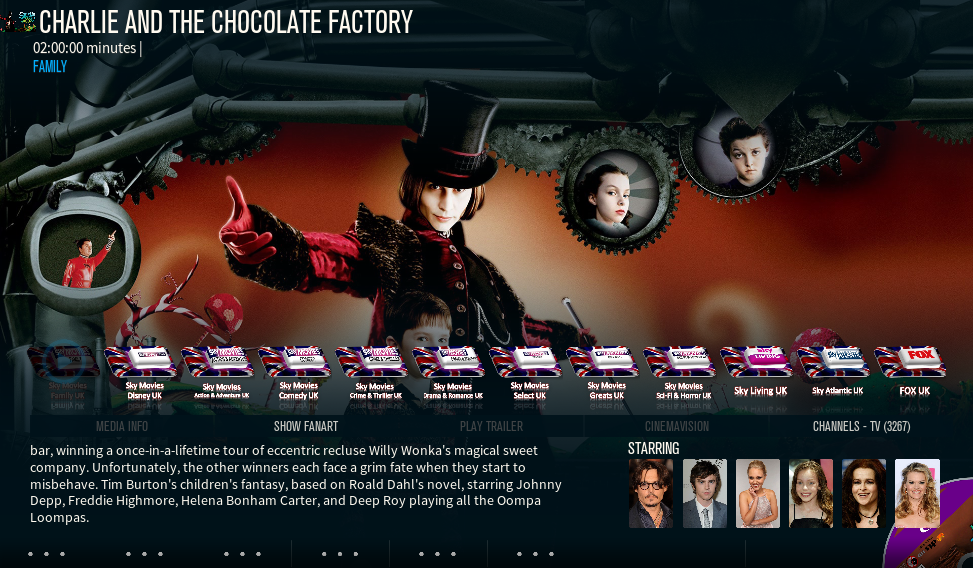 CHARLIE AND THE CHOCOLATE FACTORY
02:00:00 minutes |
FAMILY
Sky Movies Family UK
Sky Movies Disney UK
Sky Movies Action & Adventure UK
Sky Movies Comedy UK
Sky Movies Crime & Thriller UK
Sky Movies Drama & Romance UK
Sky Movies Select UK
Sky Movies Greats UK
Sky Movies Sci-Fi & Horror UK
Sky Living UK
Sky Atlantic UK
FOX
FOX UK
MEDIA INFO
SHOW FANART
PLAY TRAILER
CINEMAVISION
CHANNELS - TV (3267)
bar, winning a once-in-a-lifetime tour of eccentric recluse Willy Wonka's magical sweet
company. Unfortunately, the other winners each face a grim fate when they start to
misbehave. Tim Burton's children's fantasy, based on Roald Dahl's novel, starring Johnny
Depp, Freddie Highmore, Helena Bonham Carter, and Deep Roy playing all the Oompa
Loompas.
STARRING